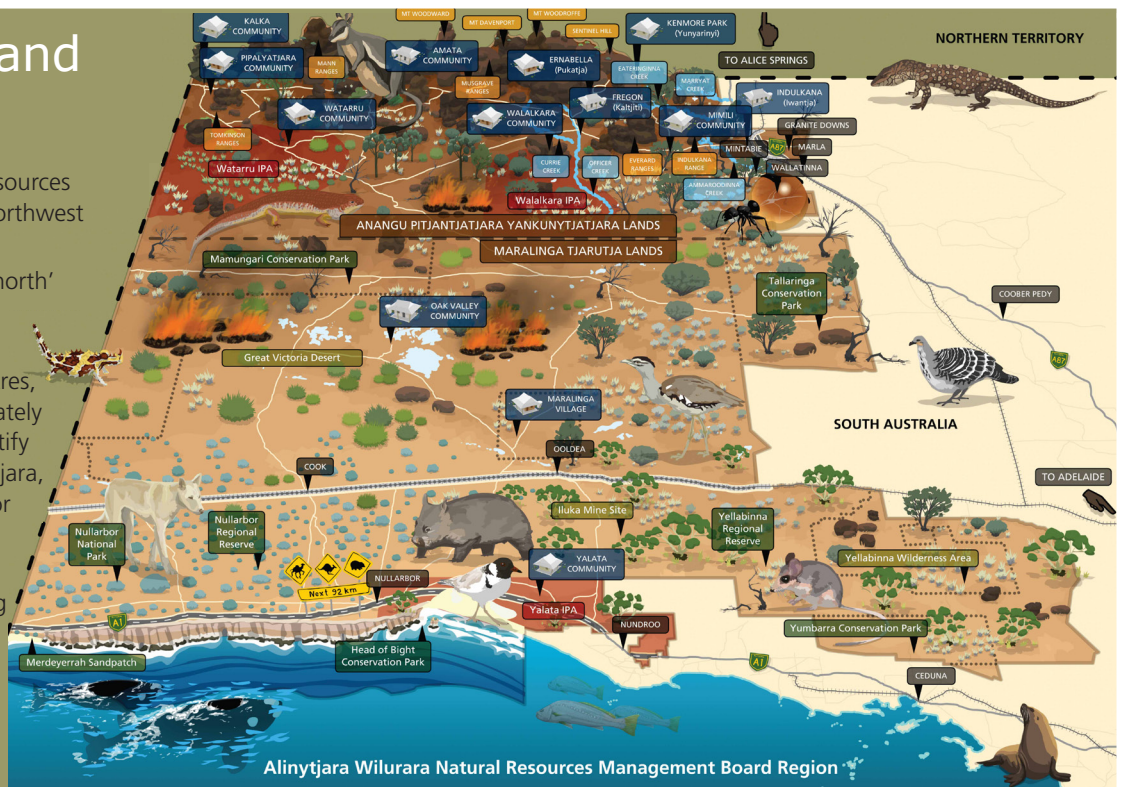 and
sources
orthwest
north'
res,
ately
tify
jara,
or
g
KALKA
COMMUNITY
PIPALYATJARA
COMMUNITY
MANN
RANGES
AMATA
COMMUNITY
MT WOODWARD
MT DAVENPORT
MT WOODROFFE
SENTINEL HILL
MUSGRAVE
RANGES
ERNABELLA
(Pukatja)
KENMORE PARK
(Yunyarinyi)
EATERINGINNA
CREEK
MARRYAT
CREEK
TO ALICE SPRINGS
NORTHERN TERRITORY
WATARRU
COMMUNITY
WALALKARA
COMMUNITY
FREGON
(Kaltjiti)
MIMILI
COMMUNITY
INDULKANA
(Iwantja)
GRANITE DOWNS
MINTABIE
A87
MARLA
WALLATINNA
TOMKINSON
RANGES
Watarru IPA
CURRIE
CREEK
OFFICER
CREEK
EVERARD
RANGES
INDULKANA
RANGE
AMMAROODINNA
CREEK
Walalkara IPA
ANANGU PITJANTJATJARA YANKUNYTJATJARA LANDS
MARALINGA TJARUTJA LANDS
Mamungari Conservation Park
Tallaringa
Conservation
Park
COOBER PEDY
OAK VALLEY
COMMUNITY
Great Victoria Desert
A87
MARALINGA
VILLAGE
SOUTH AUSTRALIA
OOLDEA
COOK
TO ADELAIDE
Iluka Mine Site
Nullarbor
National
Park
Nullarbor
Regional
Reserve
Yellabinna
Regional
Reserve
Yellabinna Wilderness Area
YALATA
COMMUNITY
NULLARBOR
Next 92 km
Yalata IPA
A1
NUNDROO
Yumbarra Conservation Park
Merdeyerrah Sandpatch
Head of Bight
Conservation Park
A1
CEDUNA
Alinytjara Wilurara Natural Resources Management Board Region